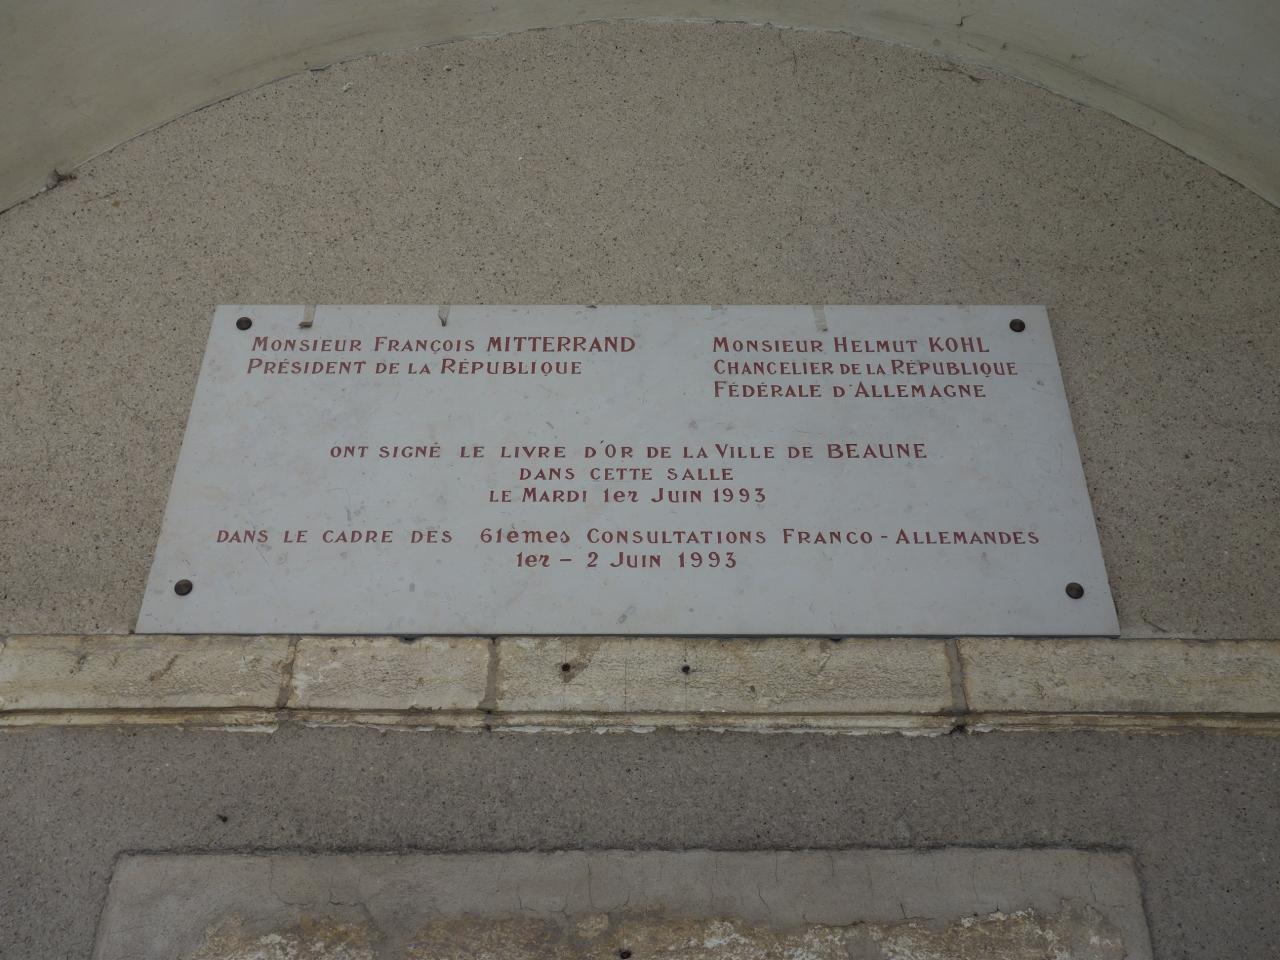 Monsieur François MITTERRAND
Président de la République
Monsieur Helmut KOHL
Chancelier de la République
Fédérale d'Allemagne
ont signé le livre d'Or de la Ville de BEAUNE
dans cette salle
le Mardi 1er Juin 1993
dans le cadre des 61èmes Consultations Franco-Allemandes
1er – 2 Juin 1993